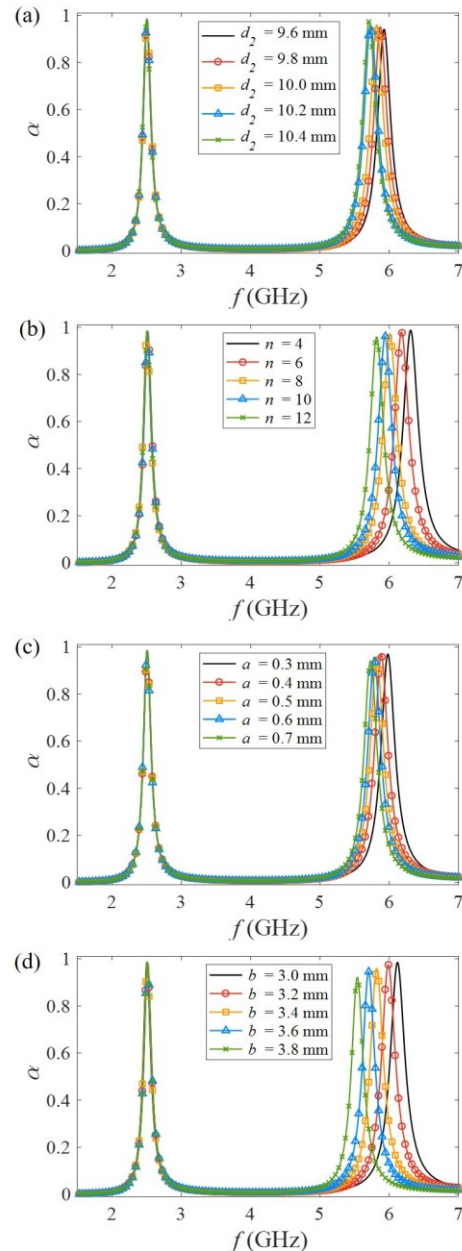 (a)
1
0.8
0.6
0.4
0.2
0
α
d2 = 9.6 mm
d2 = 9.8 mm
d2 = 10.0 mm
d2 = 10.2 mm
d2 = 10.4 mm
2 3 4 5 6 7
f (GHz)
(b)
1
0.8
0.6
0.4
0.2
0
α
n = 4
n = 6
n = 8
n = 10
n = 12
2 4 6 8 10 12
f (GHz)
(c)
1
0.8
0.6
0.4
0.2
0
α
a = 0.3 mm
a = 0.4 mm
a = 0.5 mm
a = 0.6 mm
a = 0.7 mm
2 3 4 5 6 7
f (GHz)
(d)
1
0.8
0.6
0.4
0.2
0
α
b = 3.0 mm
b = 3.2 mm
b = 3.4 mm
b = 3.6 mm
b = 3.8 mm
2 3 4 5 6 7
f (GHz)